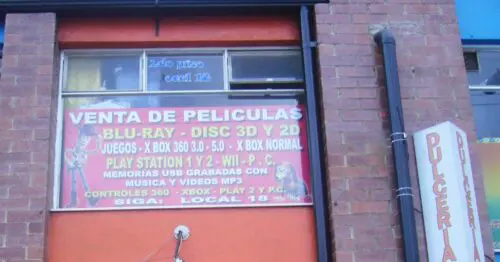 2do piso
Local 18
VENTA DE PELICULAS
BLU-RAY - DISC 3D Y 2D
JUEGOS - X BOX 360 3.0 - 5.0 - X BOX NORMAL
PLAY STATION 1 Y 2 - WII - P. C.
MEMORIAS USB GRABADAS CON
MUSICA Y VIDEOS MP3
CONTROLES 360 - XBOX - PLAY 2 Y P.C.
SIGA: LOCAL 18
PULGERIA